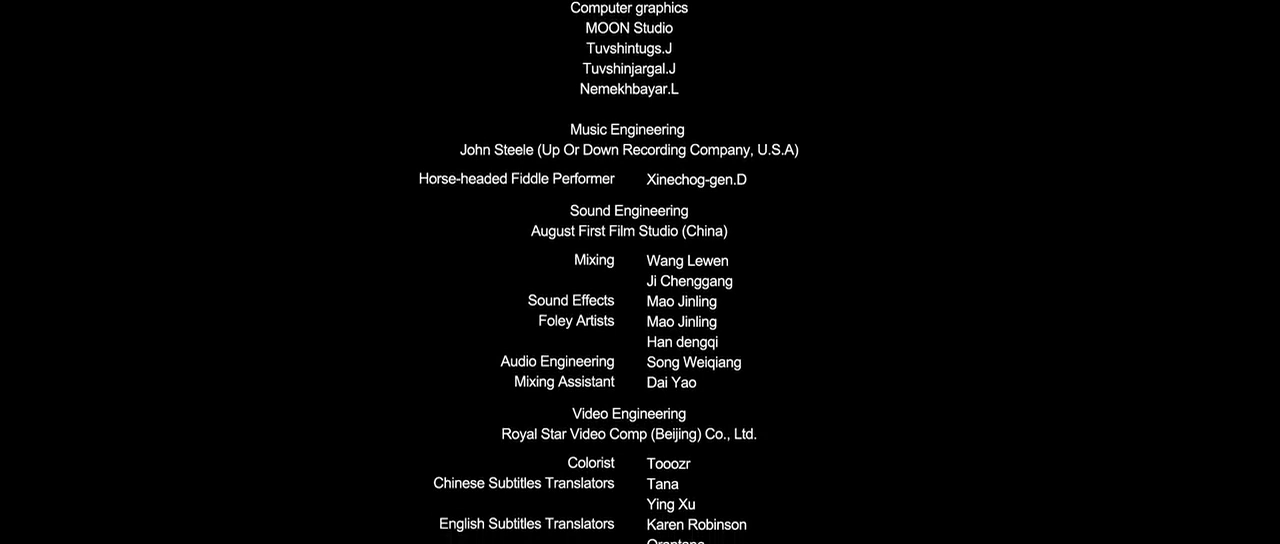 Computer graphics
MOON Studio
Tuvshintugs.J
Tuvshinjargal.J
Nemekhbayar.L
Music Engineering
John Steele (Up Or Down Recording Company, U.S.A)
Horse-headed Fiddle Performer Xinechog-gen.D
Sound Engineering
August First Film Studio (China)
Mixing Wang Lewen
Ji Chenggang
Sound Effects Mao Jinling
Foley Artists Mao Jinling
Han dengqi
Audio Engineering Song Weiqiang
Mixing Assistant Dai Yao
Video Engineering
Royal Star Video Comp (Beijing) Co., Ltd.
Colorist Tooozr
Chinese Subtitles Translators Tana
Ying Xu
English Subtitles Translators Karen Robinson